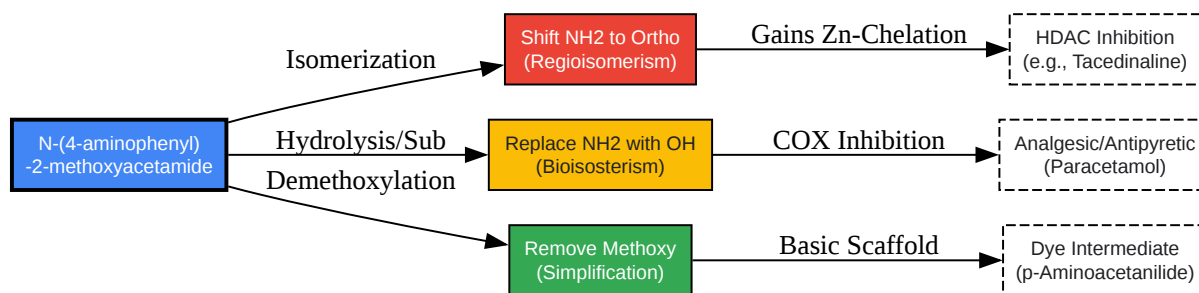 N-(4-aminophenyl)
-2-methoxyacetamide
Isomerization
Hydrolysis/Sub
Demethoxylation
Shift NH2 to Ortho
(Regioisomerism)
Gains Zn-Chelation
HDAC Inhibition
(e.g., Tacedinaline)
Replace NH2 with OH
(Bioisosterism)
COX Inhibition
Analgesic/Antipyretic
(Paracetamol)
Remove Methoxy
(Simplification)
Basic Scaffold
Dye Intermediate
(p-Aminoacetanilide)